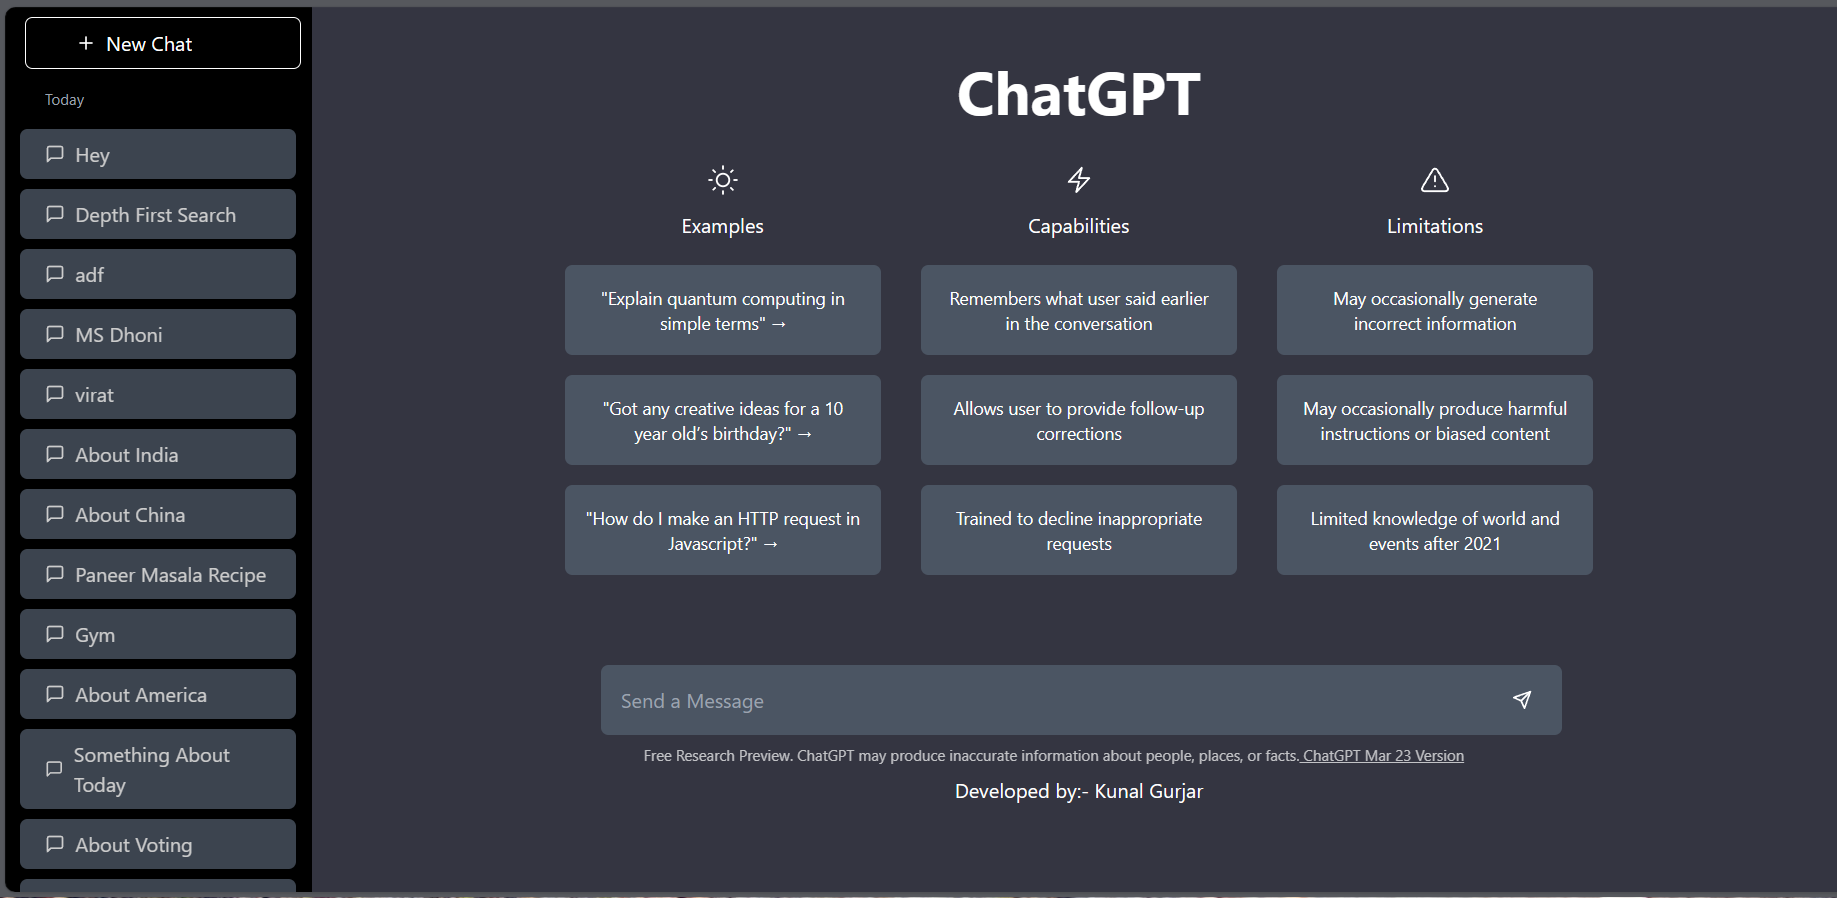 New Chat
Today
Hey
Depth First Search
adf
MS Dhoni
virat
About India
About China
Paneer Masala Recipe
Gym
About America
Something About
Today
About Voting
ChatGPT
Examples
"Explain quantum computing in
simple terms" →
"Got any creative ideas for a 10
year old’s birthday?" →
"How do I make an HTTP request in
Javascript?" →
Capabilities
Remembers what user said earlier
in the conversation
Allows user to provide follow-up
corrections
Trained to decline inappropriate
requests
Limitations
May occasionally generate
incorrect information
May occasionally produce harmful
instructions or biased content
Limited knowledge of world and
events after 2021
Send a Message
Free Research Preview. ChatGPT may produce inaccurate information about people, places, or facts. ChatGPT Mar 23 Version
Developed by:- Kunal Gurjar